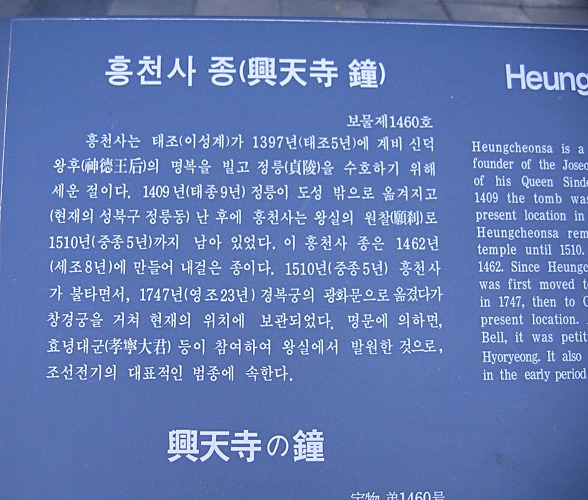 흥천사 종(興天寺 鐘)
보물제1460호
흥천사는 태조(이성계)가 1397년(태조5년)에 계비 신덕
왕후(神德王后)의 명복을 빌고 정릉(貞陵)을 수호하기 위해
세운 절이다. 1409년(태종9년) 정릉이 도성 밖으로 옮겨지고
(현재의 성북구 정릉동) 난 후에 흥천사는 왕실의 원찰(願刹)로
1510년(중종5년)까지 남아 있었다. 이 흥천사 종은 1462년
(세조8년)에 만들어 내걸은 종이다. 1510년(중종5년) 흥천사
가 불타면서, 1747년(영조23년) 경복궁의 광화문으로 옮겼다가
창경궁을 거쳐 현재의 위치에 보관되었다. 명문에 의하면,
효녕대군(孝寧大君) 등이 참여하여 왕실에서 발원한 것으로,
조선전기의 대표적인 범종에 속한다.
Heung
Heungcheonsa is a
founder of the Joseo
of his Queen Sind
1409 the tomb was
present location in
Heungcheonsa rem
temple until 1510.
1462. Since Heungc
was first moved to
in 1747, then to C
present location.
Bell, it was petit
Hyoryeong. It also
in the early period
興天寺の鐘
宝物 第1460号